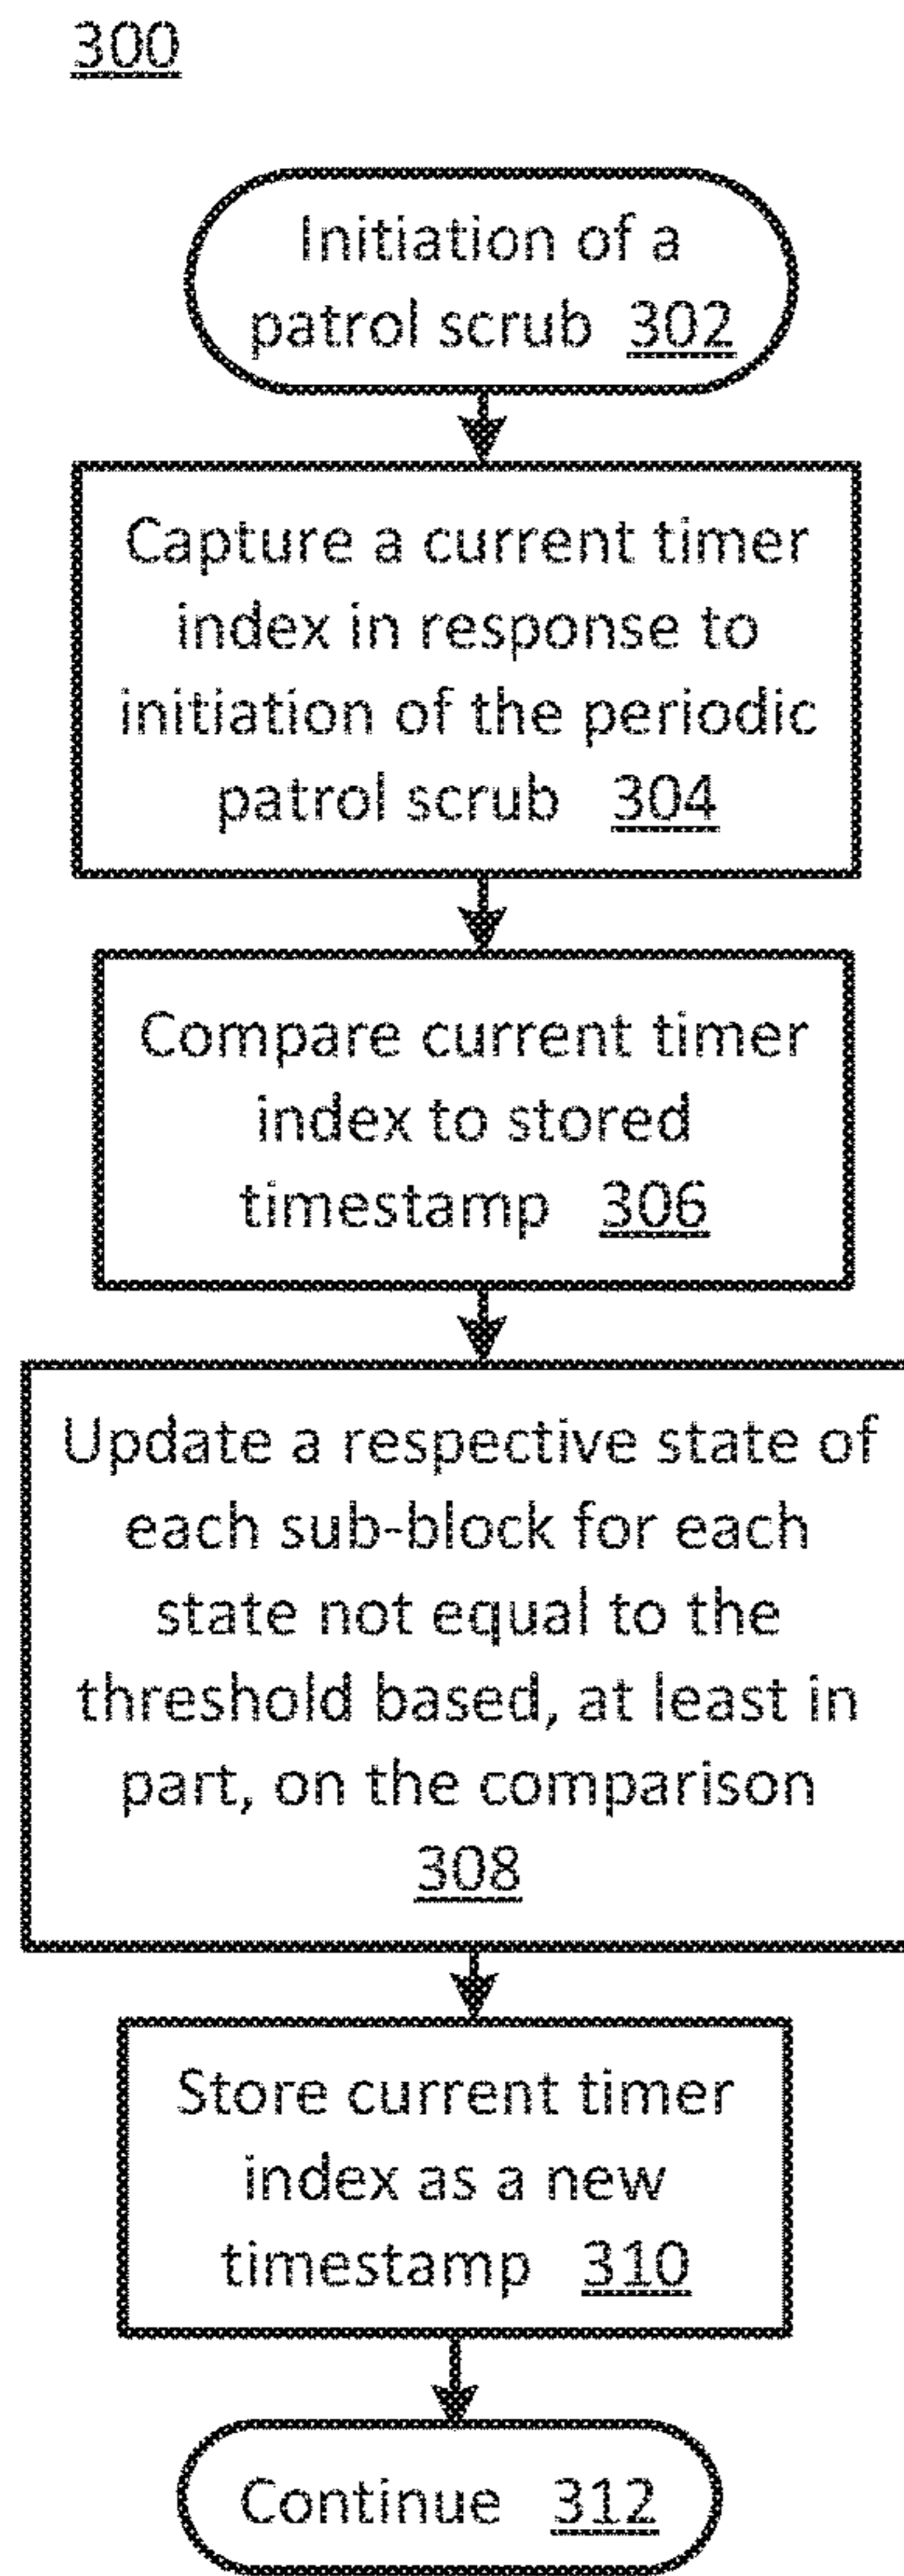 300
Initiation of a
patrol scrub 302
Capture a current timer
index in response to
initiation of the periodic
patrol scrub 304
Compare current timer
index to stored
timestamp 306
Update a respective state of
each sub-block for each
state not equal to the
threshold based, at least in
part, on the comparison
308
Store current timer
index as a new
timestamp 310
Continue 312